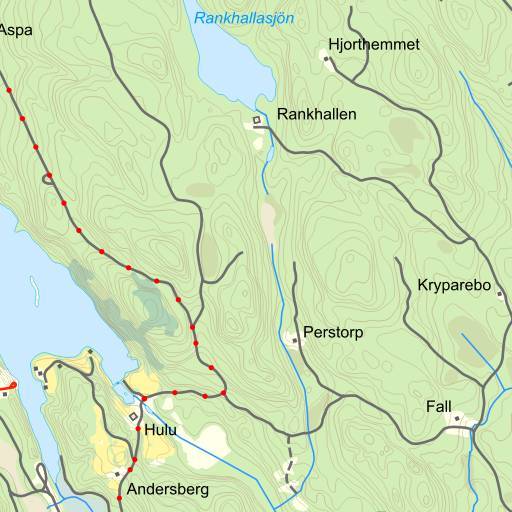 Rankhallasjön
Aspa
Hjorthemmet
Rankhallen
Kryparebo
Perstorp
Fall
Hulu
Andersberg